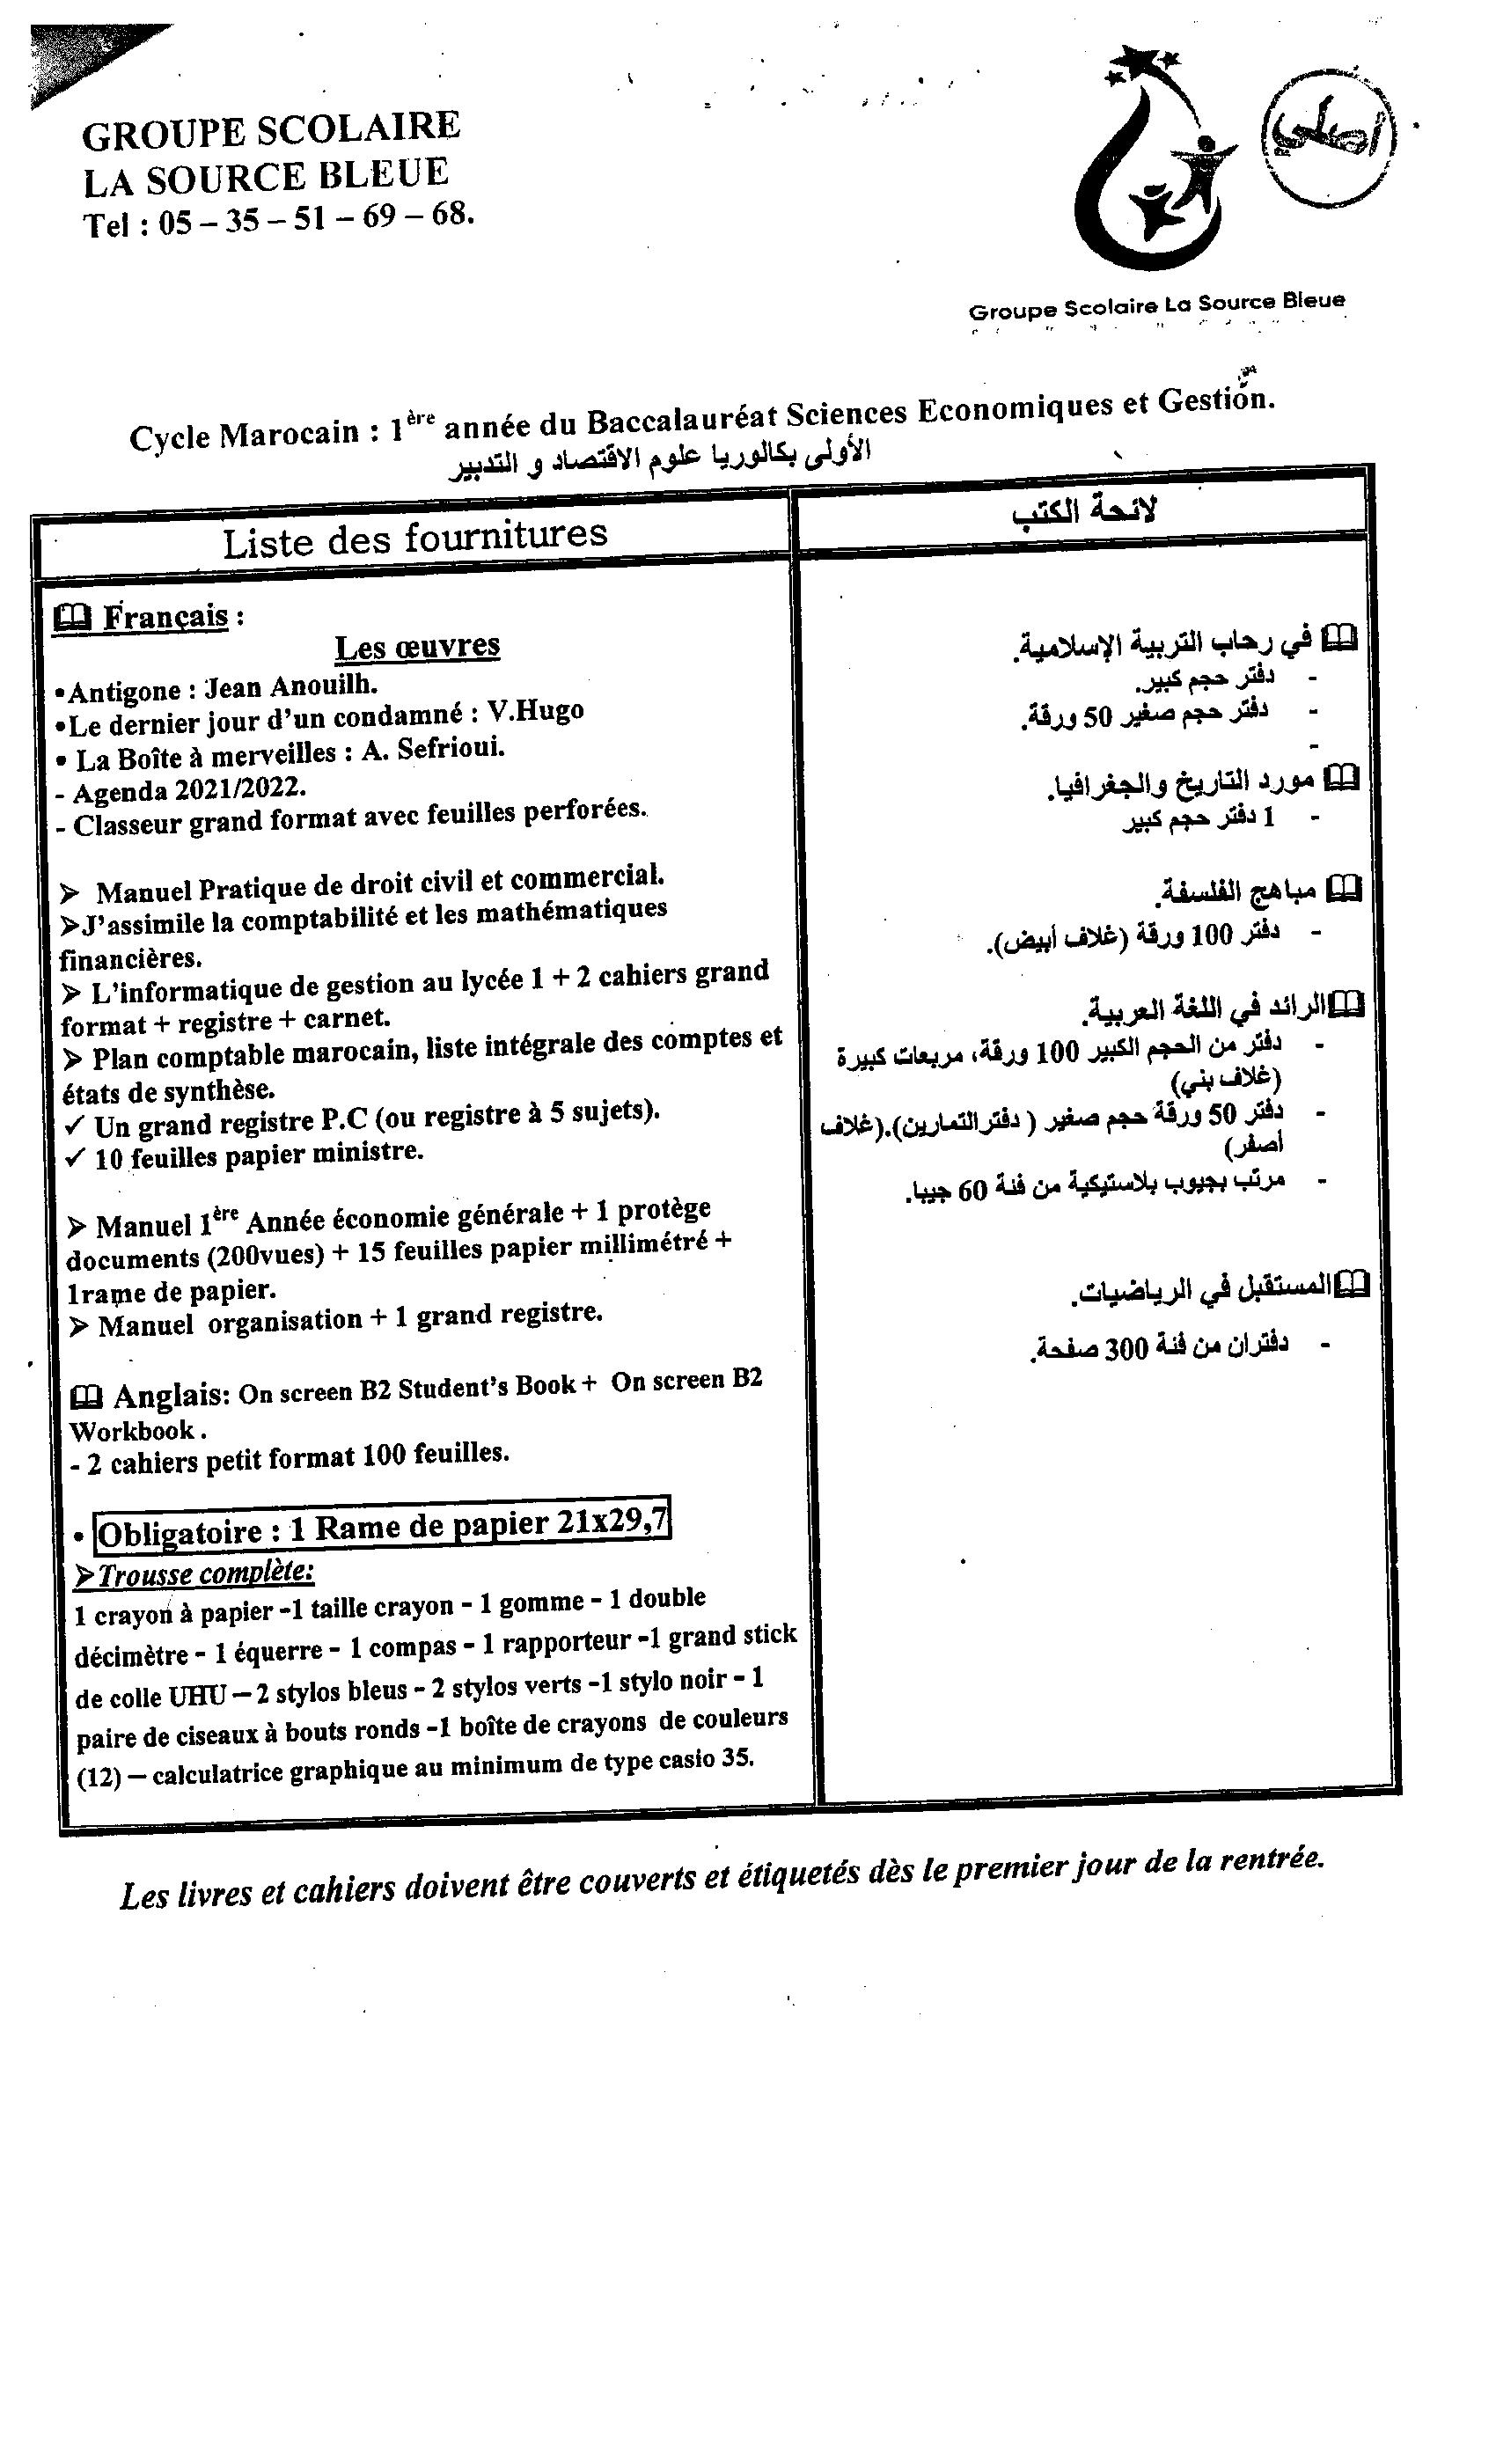 GROUPE SCOLAIRE
LA SOURCE BLEUE
Tel : 05 – 35 – 51 – 69 – 68.
أصلي
Groupe Scolaire La Source Bleue
Cycle Marocain : 1ère année du Baccalauréat Sciences Economiques et Gestion.
الأولى بكالوريا علوم الاقتصاد و التدبير
Liste des fournitures
Français :
Les œuvres
•Antigone : Jean Anouilh.
•Le dernier jour d'un condamné : V.Hugo
• La Boîte à merveilles : A. Sefrioui.
- Agenda 2021/2022.
- Classeur grand format avec feuilles perforées.
➢ Manuel Pratique de droit civil et commercial.
➢J'assimile la comptabilité et les mathématiques
financières.
➢ L'informatique de gestion au lycée 1 + 2 cahiers grand
format + registre + carnet.
➢ Plan comptable marocain, liste intégrale des comptes et
états de synthèse.
✓ Un grand registre P.C (ou registre à 5 sujets).
✓ 10 feuilles papier ministre.
➢ Manuel 1ère Année économie générale + 1 protège
documents (200vues) + 15 feuilles papier millimétré +
1rame de papier.
➢ Manuel organisation + 1 grand registre.
Anglais: On screen B2 Student's Book + On screen B2
Workbook .
- 2 cahiers petit format 100 feuilles.
• Obligatoire : 1 Rame de papier 21x29,7
➢Trousse complète:
1 crayon à papier -1 taille crayon - 1 gomme - 1 double
décimètre - 1 équerre - 1 compas - 1 rapporteur -1 grand stick
de colle UHU – 2 stylos bleus - 2 stylos verts -1 stylo noir - 1
paire de ciseaux à bouts ronds -1 boîte de crayons de couleurs
(12) – calculatrice graphique au minimum de type casio 35.
لائحة الكتب
في رحاب التربية الإسلامية.
- دفتر حجم كبير.
- دفتر حجم صغير 50 ورقة.
-
مورد التاريخ والجغرافيا.
- 1 دفتر حجم كبير
مباهج الفلسفة.
- دفتر 100 ورقة (غلاف أبيض).
الرائد في اللغة العربية.
- دفتر من الحجم الكبير 100 ورقة، مربعات كبيرة
(غلاف بني)
- دفتر 50 ورقة حجم صغير ( دفتر التمارين).(غلاف
أصفر)
- مرتب بجيوب بلاستيكية من فئة 60 جيبا.
المستقبل في الرياضيات.
- دفتران من فئة 300 صفحة.
Les livres et cahiers doivent être couverts et étiquetés dès le premier jour de la rentrée.